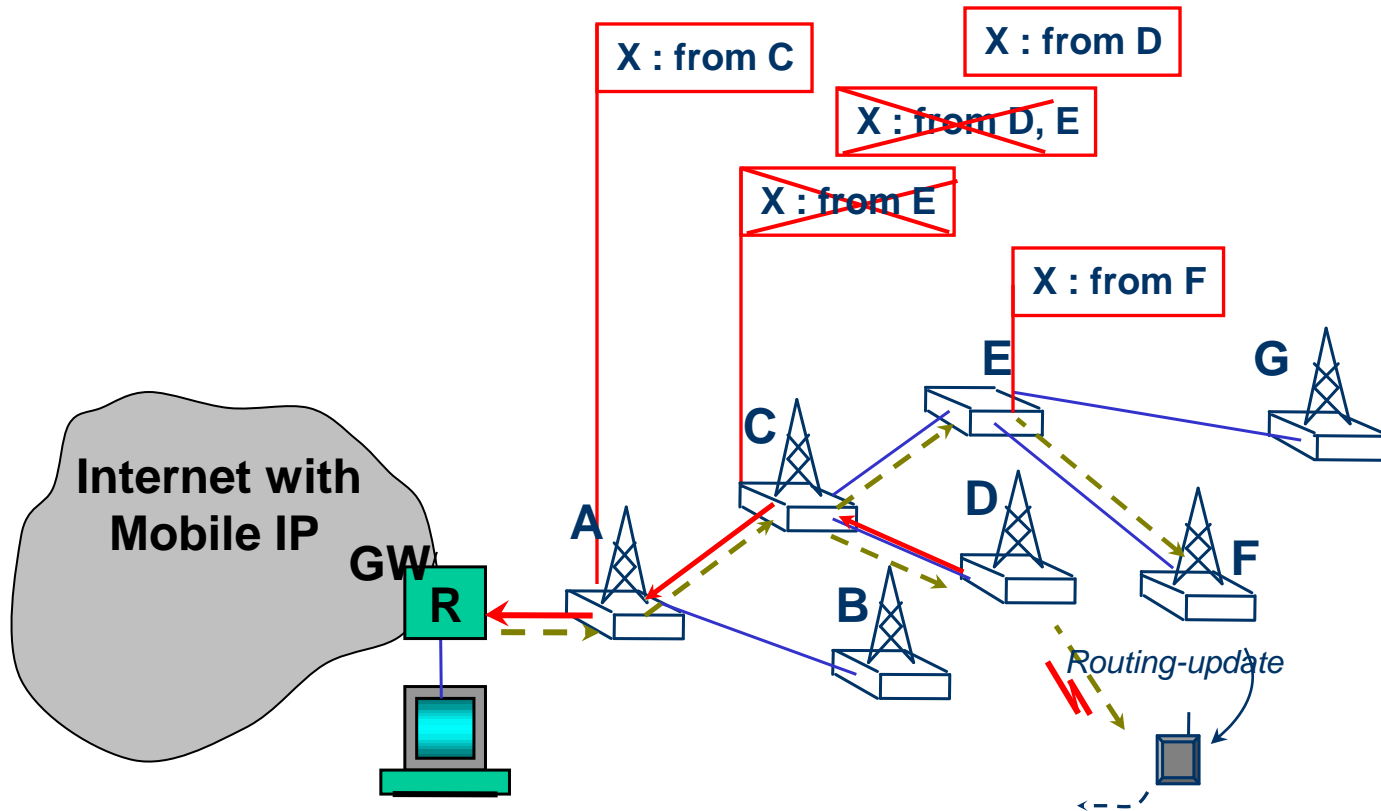 X : from C
X : from D
X : from D, E
X : from E
X : from F
E
G
C
Internet with
Mobile IP
A
D
GW
F
R
B
Routing-update